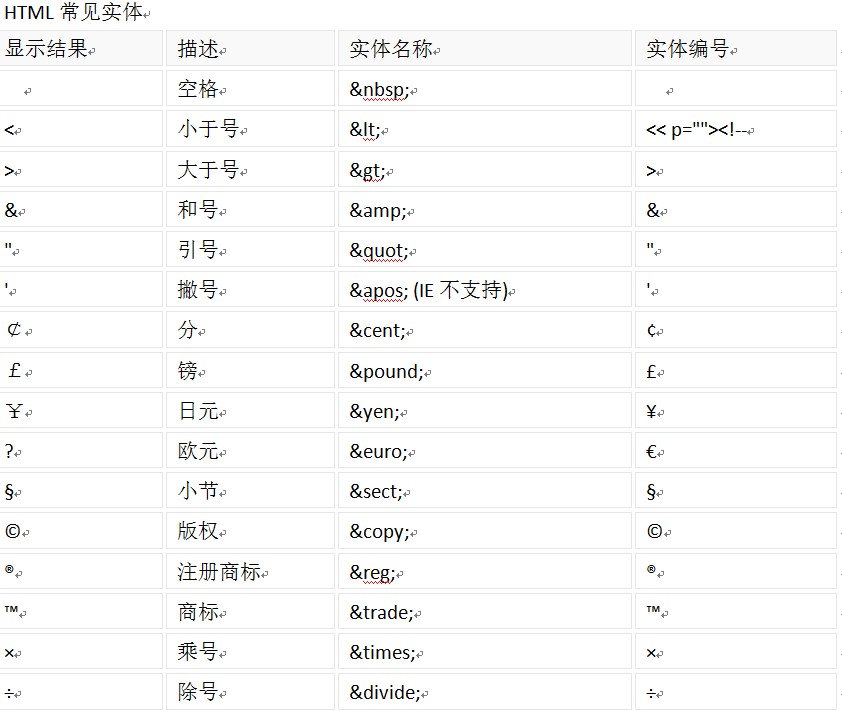 HTML 常见实体
显示结果 描述 实体名称 实体编号
空格 &nbsp;
< 小于号 &lt; << p=""><!--
> 大于号 &gt; >
& 和号 &amp; &
" 引号 &quot; "
' 撇号 &apos; (IE 不支持) '
￠ 分 &cent; ¢
￡ 镑 &pound; £
￥ 日元 &yen; ¥
? 欧元 &euro; €
§ 小节 &sect; §
© 版权 &copy; ©
® 注册商标 &reg; ®
™ 商标 &trade; ™
× 乘号 &times; ×
÷ 除号 &divide; ÷